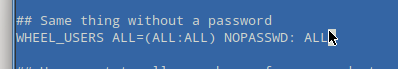 ## Same thing without a password
WHEEL_USERS ALL=(ALL:ALL) NOPASSWD: ALL